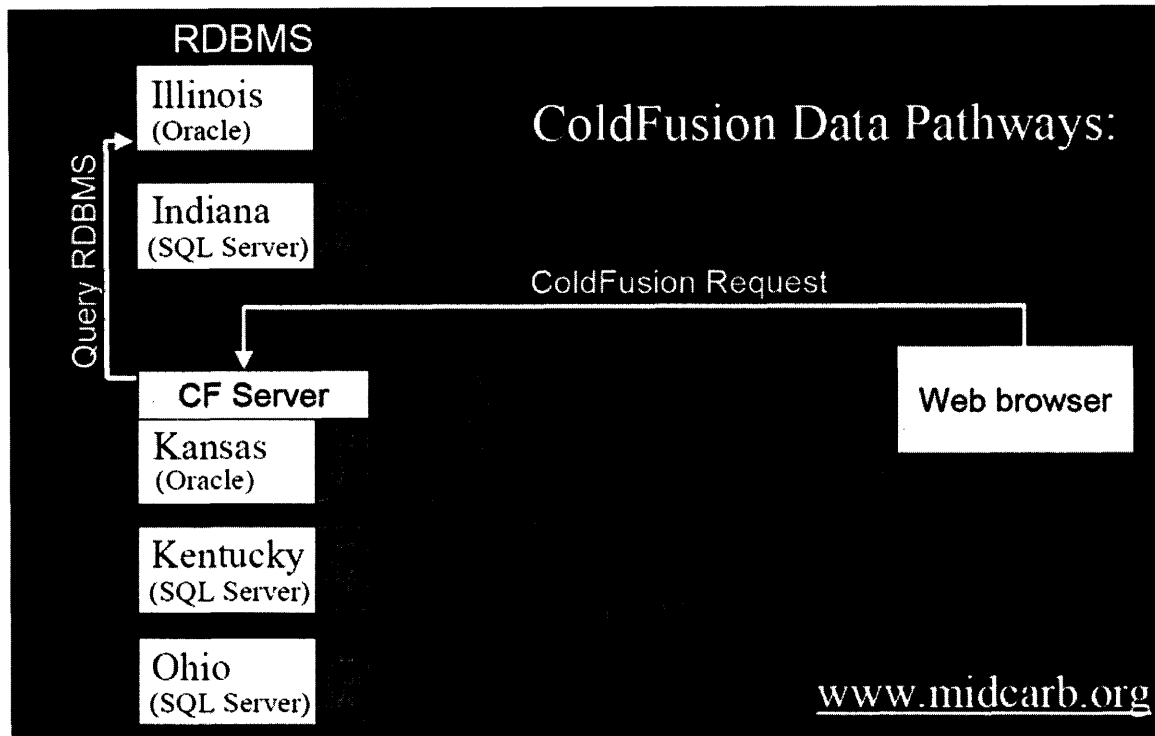 RDBMS
Illinois
(Oracle)
ColdFusion Data Pathways:
Query RDBMS
Indiana
(SQL Server)
ColdFusion Request
CF Server
Web browser
Kansas
(Oracle)
Kentucky
(SQL Server)
Ohio
(SQL Server)
www.midcarb.org